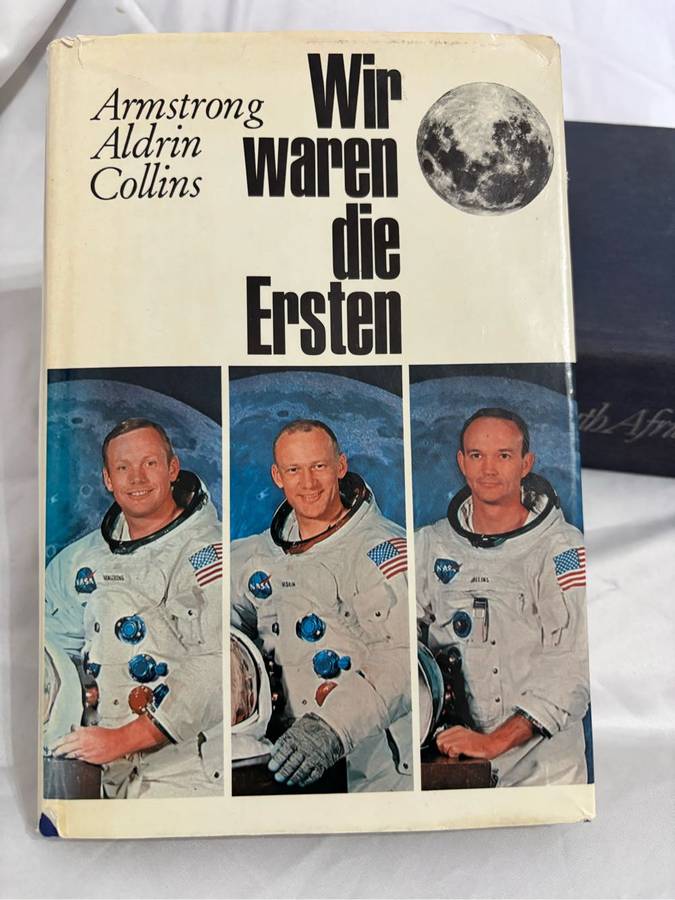 Armstrong
Aldrin
Collins
Wir
waren
die
Ersten
NASA
NASA
NASA